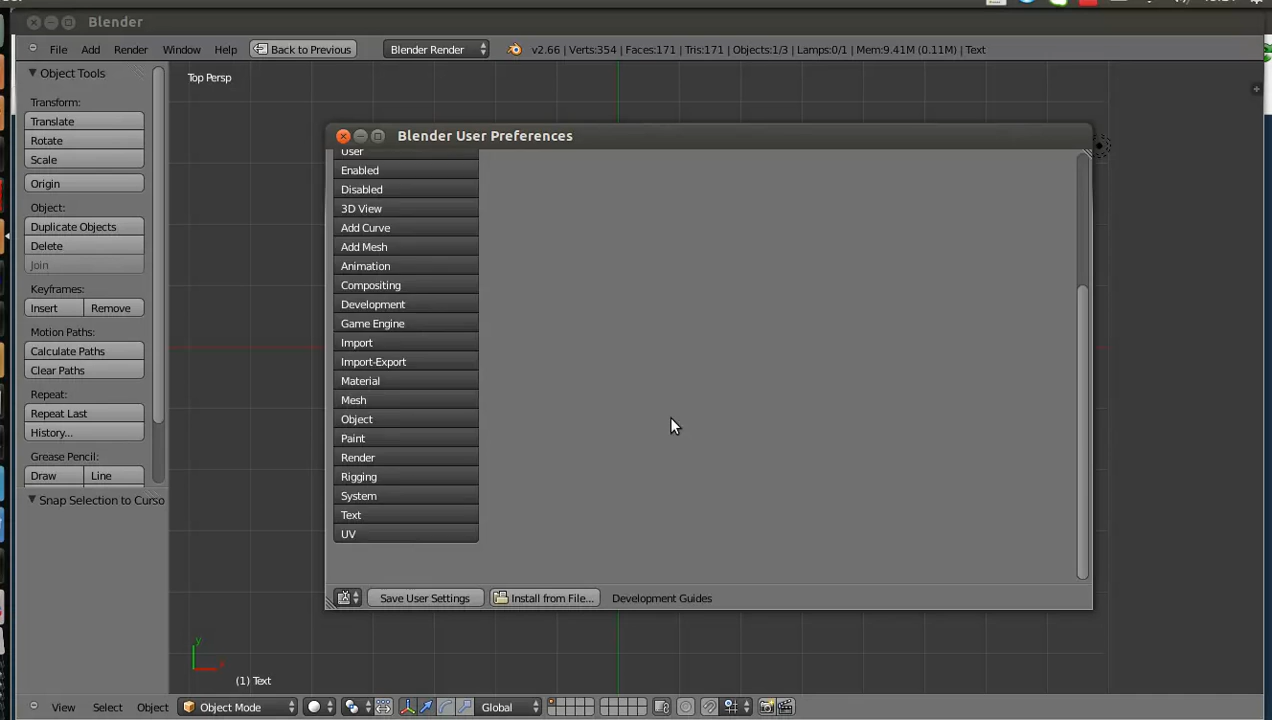 Blender
File Add Render Window Help Back to Previous Blender Render v2.66 | Verts:354 | Faces:171 | Tris:171 | Objects:1/3 | Lamps:0/1 | Mem:9.41M (0.11M) | Text
Object Tools
Top Persp
Transform:
Translate
Rotate
Scale
Origin
Object:
Duplicate Objects
Delete
Join
Keyframes:
Insert Remove
Motion Paths:
Calculate Paths
Clear Paths
Repeat:
Repeat Last
History...
Grease Pencil:
Draw Line
Snap Selection to Curso
Blender User Preferences
User
Enabled
Disabled
3D View
Add Curve
Add Mesh
Animation
Compositing
Development
Game Engine
Import
Import-Export
Material
Mesh
Object
Paint
Render
Rigging
System
Text
UV
Save User Settings Install from File... Development Guides
y
x
(1) Text
View Select Object Object Mode Global